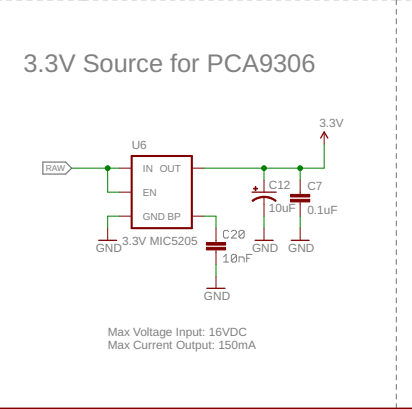 3.3V Source for PCA9306
3.3V
U6
RAW
IN OUT
EN
GND BP
C12
10uF
C7
0.1uF
GND
3.3V MIC5205
C20
10nF
GND
GND
GND
Max Voltage Input: 16VDC
Max Current Output: 150mA